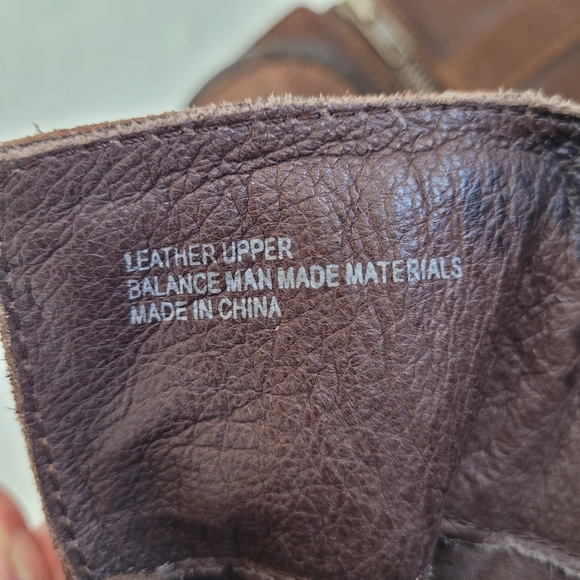 LEATHER UPPER
BALANCE MAN MADE MATERIALS
MADE IN CHINA